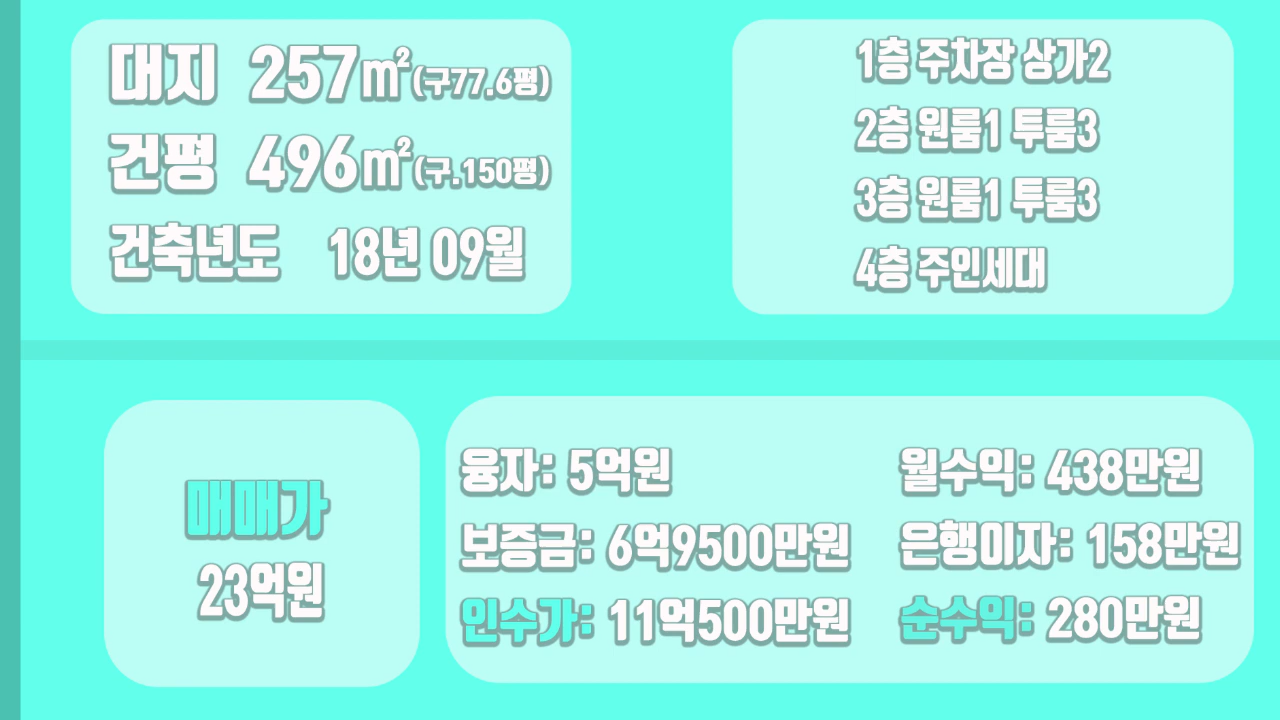 대지 257㎡(구77.6평)
건평 496㎡(구.150평)
건축년도 18년 09월
1층 주차장 상가2
2층 원룸1 투룸3
3층 원룸1 투룸3
4층 주인세대
매매가
23억원
융자: 5억원
보증금: 6억9500만원
인수가: 11억500만원
월수익: 438만원
은행이자: 158만원
순수익: 280만원